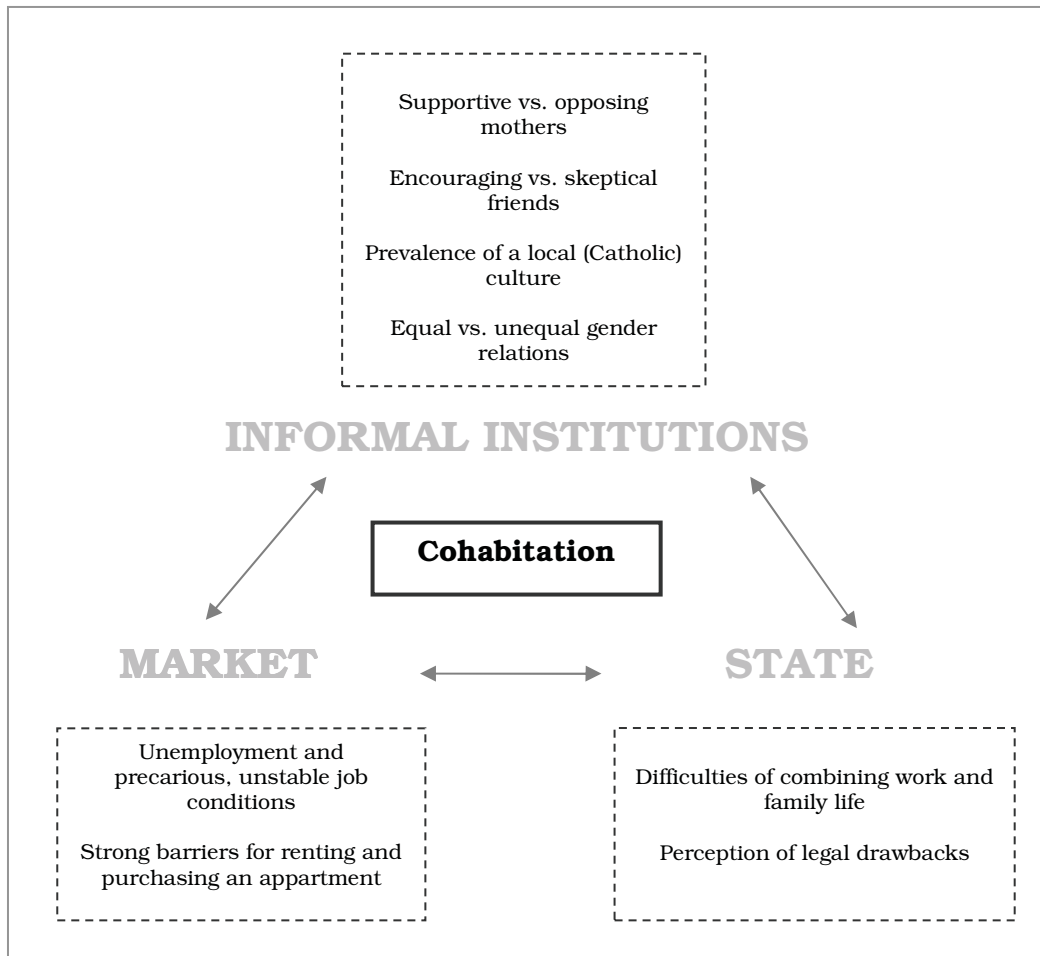 Supportive vs. opposing
mothers
Encouraging vs. skeptical
friends
Prevalence of a local (Catholic)
culture
Equal vs. unequal gender
relations
INFORMAL INSTITUTIONS
Cohabitation
MARKET
STATE
Unemployment and
precarious, unstable job
conditions
Strong barriers for renting and
purchasing an appartment
Difficulties of combining work and
family life
Perception of legal drawbacks